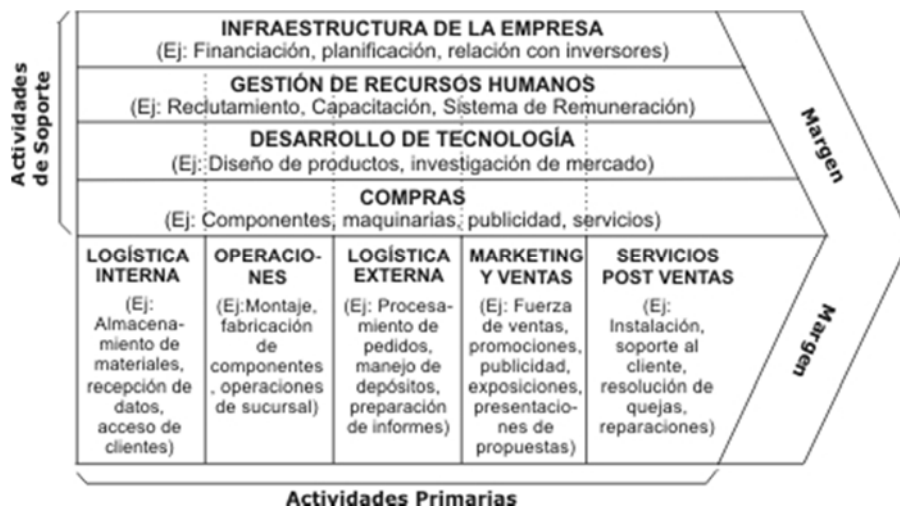 Actividades
de Soporte
INFRAESTRUCTURA DE LA EMPRESA
(Ej: Financiación, planificación, relación con inversores)
GESTIÓN DE RECURSOS HUMANOS
(Ej: Reclutamiento, Capacitación, Sistema de Remuneración)
DESARROLLO DE TECNOLOGÍA
(Ej: Diseño de productos, investigación de mercado)
COMPRAS
(Ej: Componentes, maquinarias, publicidad, servicios)
Margen
LOGÍSTICA
INTERNA
(Ej:
Almacena-
miento de
materiales,
recepción de
datos,
acceso de
clientes)
OPERACIO-
NES
(Ej:Montaje,
fabricación
de
componentes
, operaciones
de sucursal)
LOGÍSTICA
EXTERNA
(Ej: Procesa-
miento de
pedidos,
manejo de
depósitos,
preparación
de informes)
MARKETING
Y VENTAS
(Ej: Fuerza
de ventas,
promociones,
publicidad,
exposiciones,
presentacio-
nes de
propuestas)
SERVICIOS
POST VENTAS
(Ej:
Instalación,
soporte al
cliente,
resolución de
quejas,
reparaciones)
Margen
Actividades Primarias